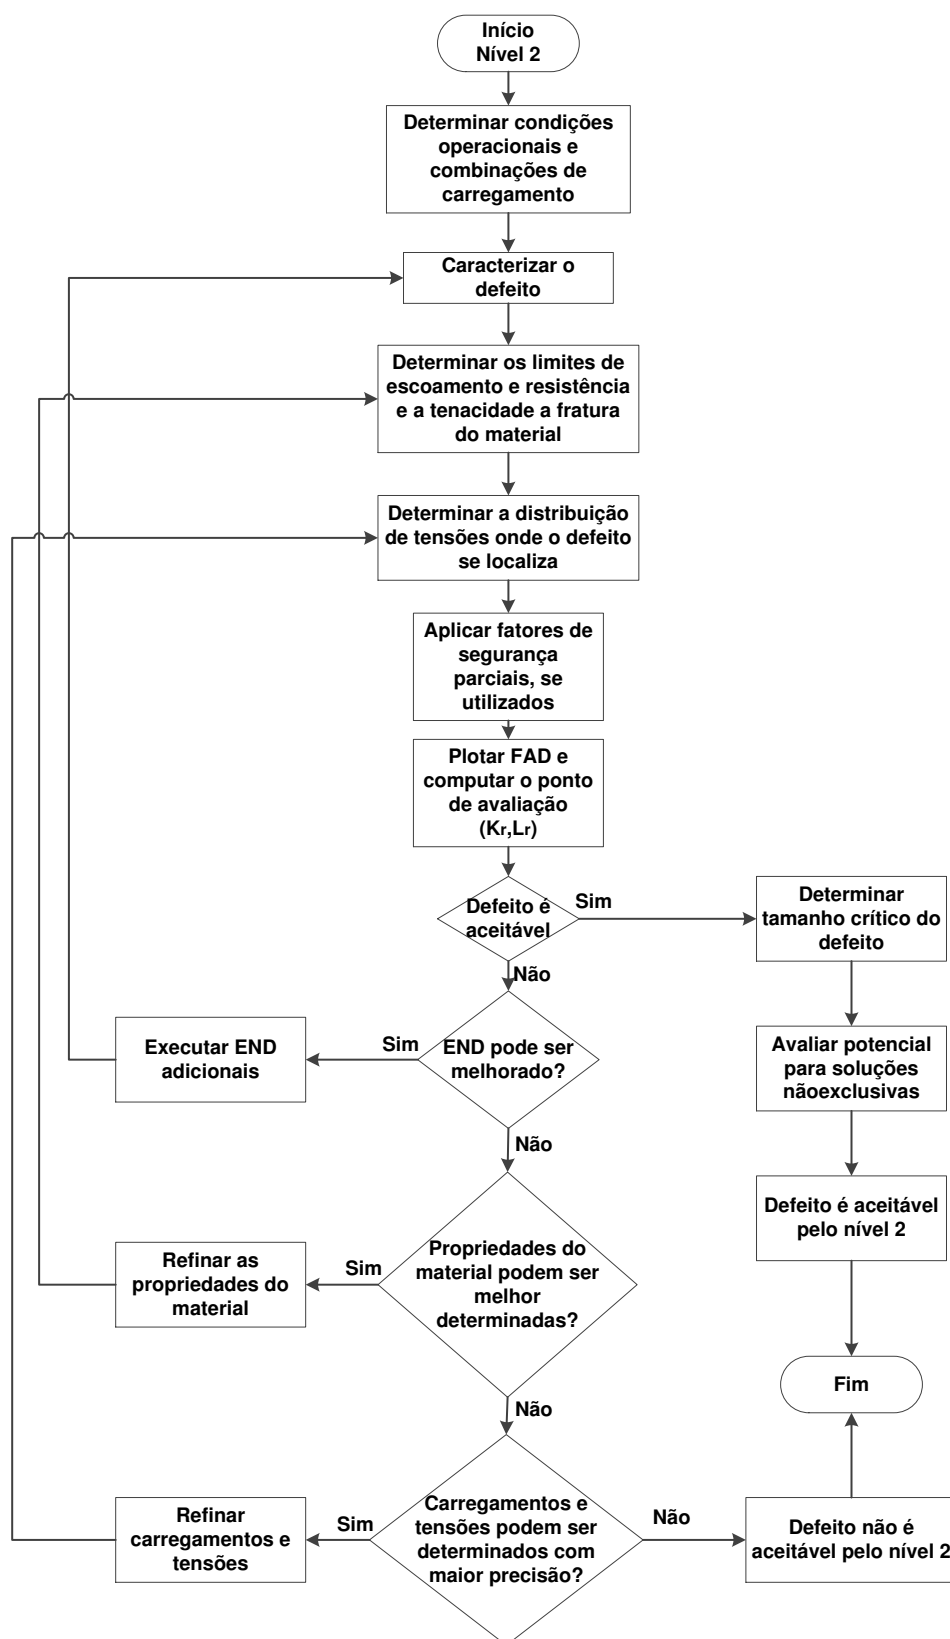 Início
Nível 2
Determinar condições
operacionais e
combinações de
carregamento
Caracterizar o
defeito
Determinar os limites de
escoamento e resistência
e a tenacidade a fratura
do material
Determinar a distribuição
de tensões onde o defeito
se localiza
Aplicar fatores de
segurança
parciais, se
utilizados
Plotar FAD e
computar o ponto
de avaliação
(Kr,Lr)
Defeito é
aceitável
Sim
Determinar
tamanho crítico do
defeito
Não
Avaliar potencial
para soluções
nãoexclusivas
END pode ser
melhorado?
Sim
Executar END
adicionais
Não
Defeito é aceitável
pelo nível 2
Propriedades do
material podem ser
melhor
determinadas?
Sim
Refinar as
propriedades do
material
Fim
Não
Carregamentos e
tensões podem ser
determinados com
maior precisão?
Sim
Refinar
carregamentos e
tensões
Não
Defeito não é
aceitável pelo nível 2